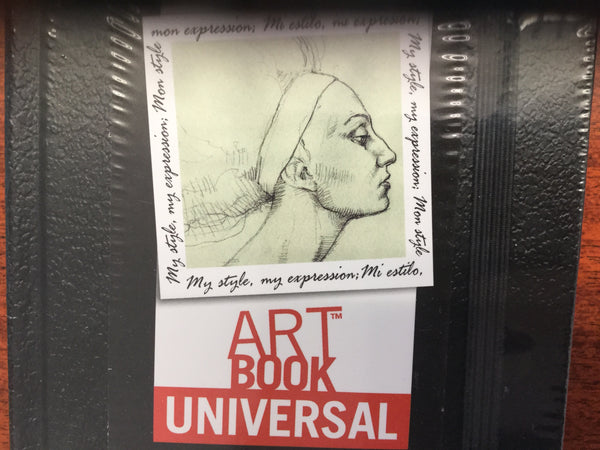 mon expression; Mi estilo, mi expresión;
My style, my expression; Mon style
My style, my expression; Mon style
My style, my expression; Mi estilo,
ART™
BOOK
UNIVERSAL